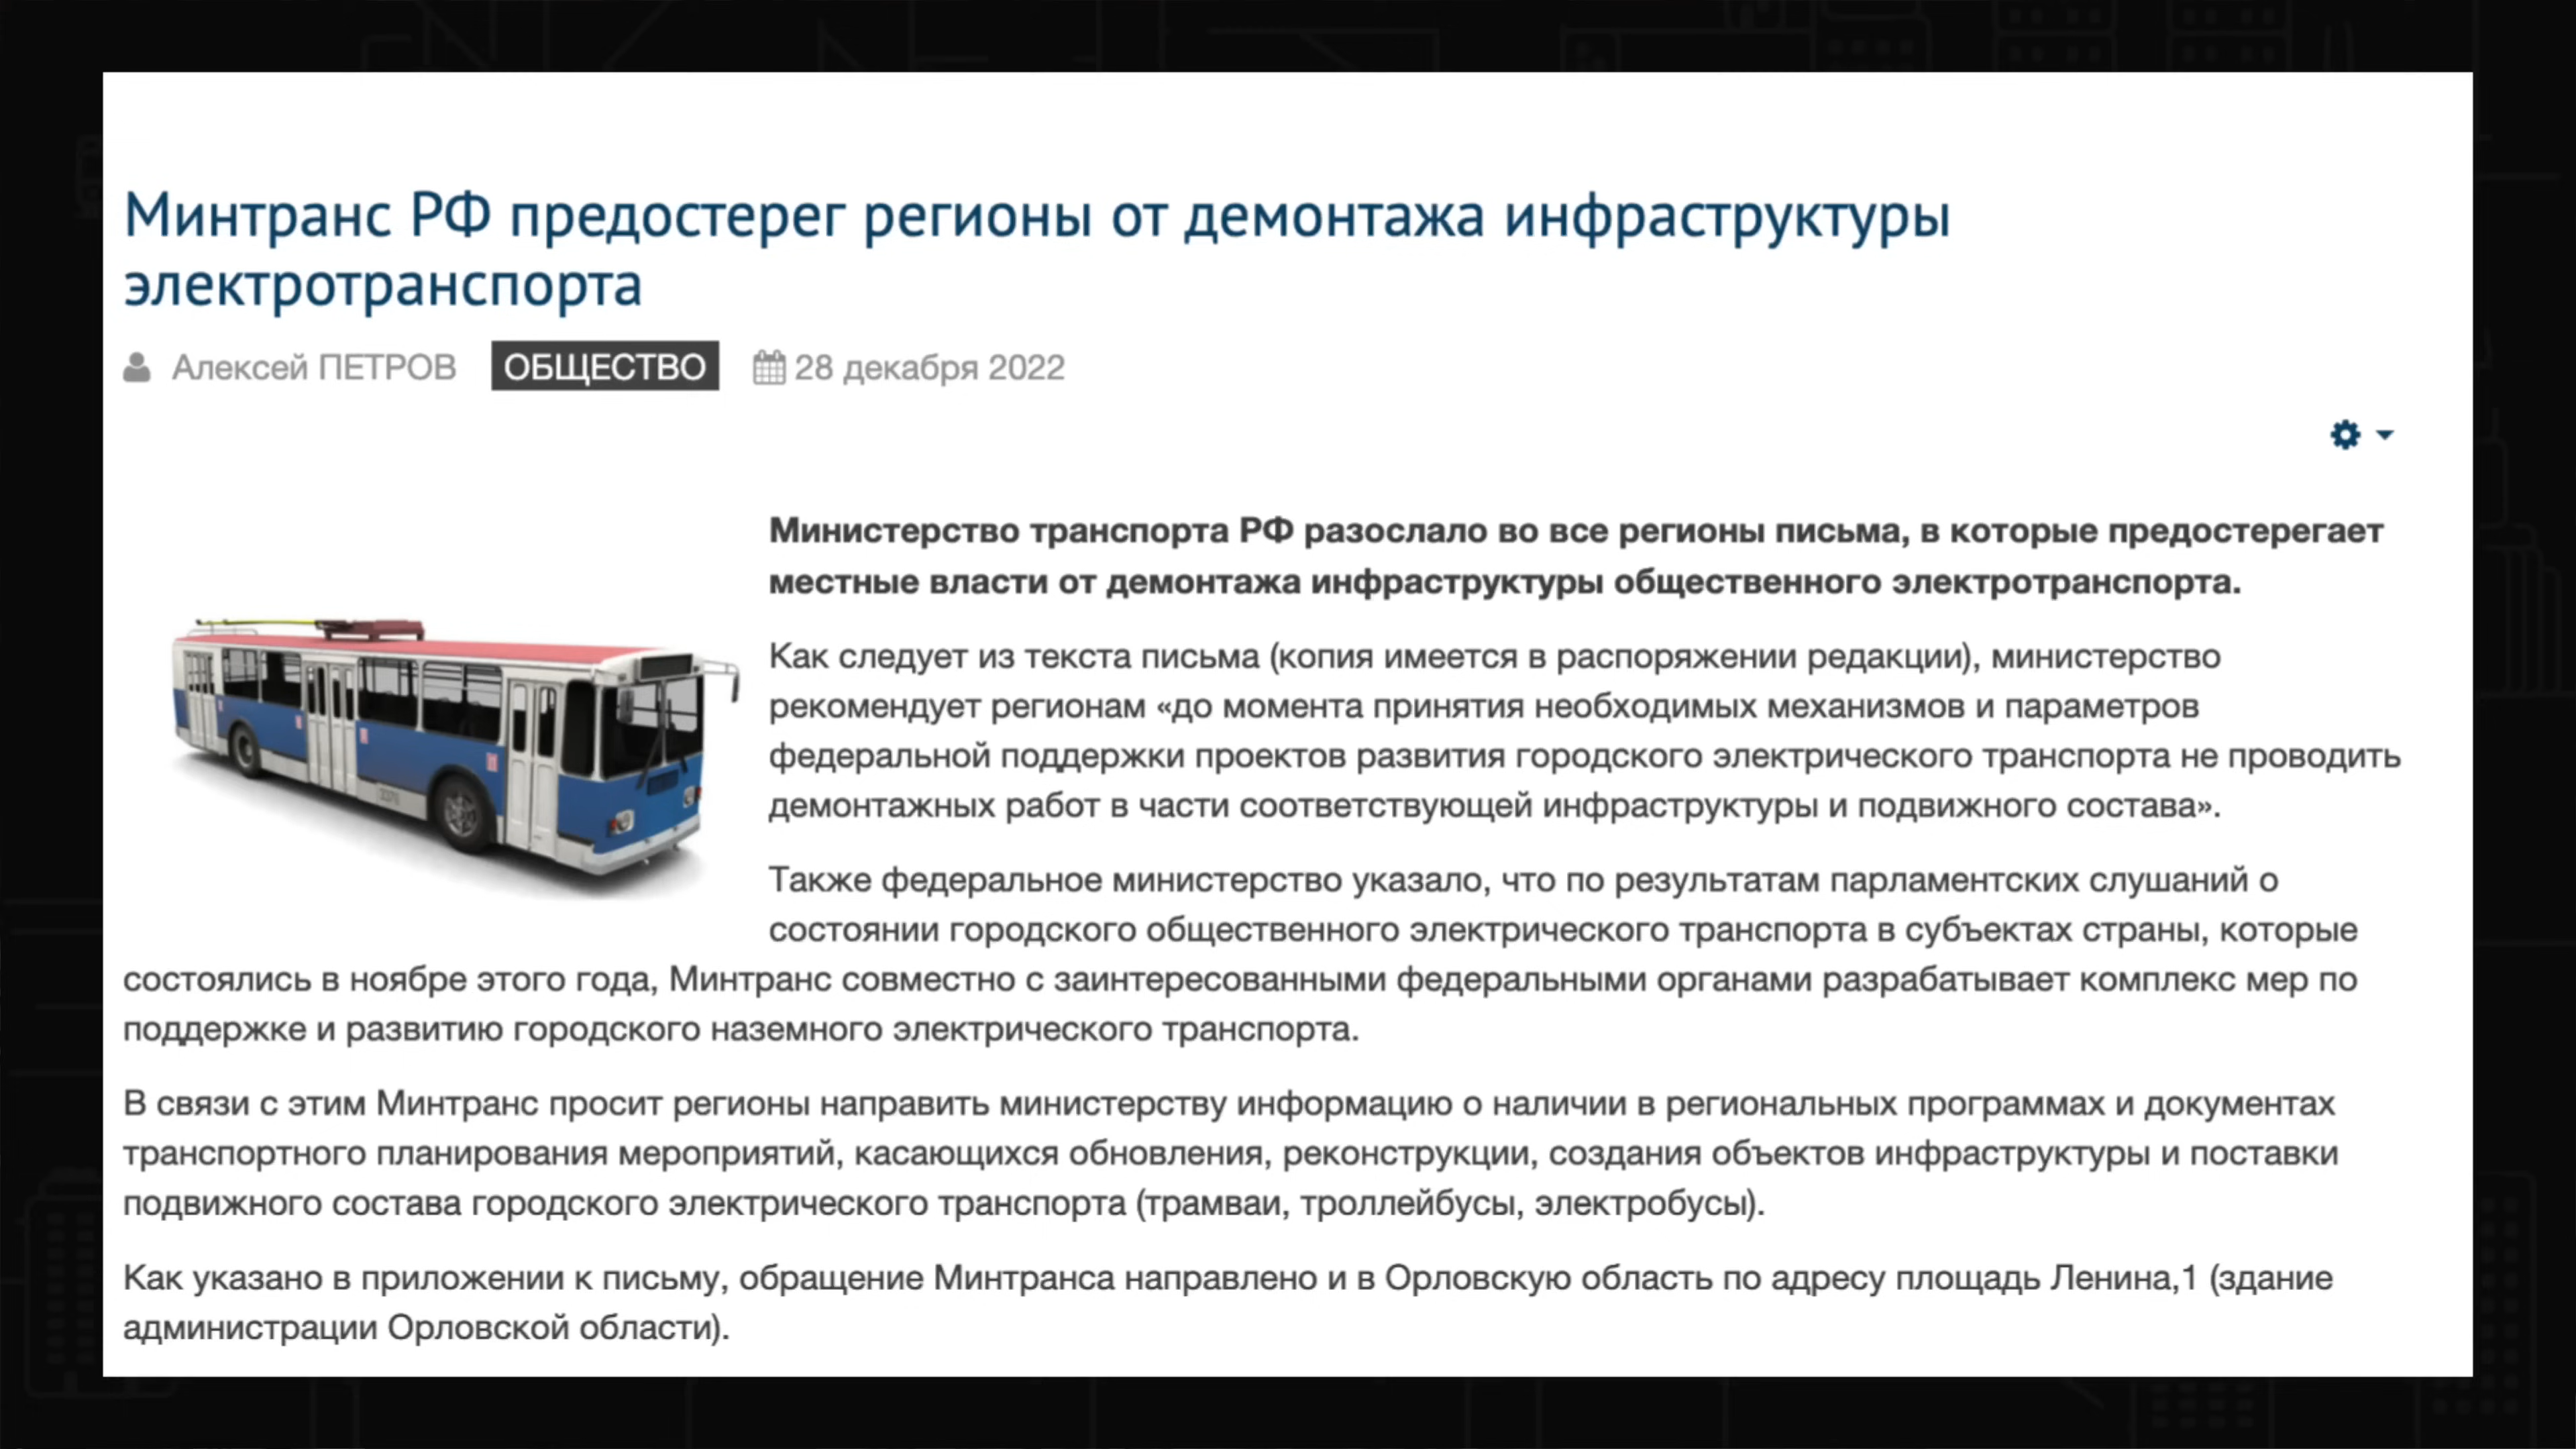 Минтранс РФ предостерег регионы от демонтажа инфраструктуры
электротранспорта
Алексей ПЕТРОВ ОБЩЕСТВО 28 декабря 2022
Министерство транспорта РФ разослало во все регионы письма, в которые предостерегает
местные власти от демонтажа инфраструктуры общественного электротранспорта.
Как следует из текста письма (копия имеется в распоряжении редакции), министерство
рекомендует регионам «до момента принятия необходимых механизмов и параметров
федеральной поддержки проектов развития городского электрического транспорта не проводить
демонтажных работ в части соответствующей инфраструктуры и подвижного состава».
Также федеральное министерство указало, что по результатам парламентских слушаний о
состоянии городского общественного электрического транспорта в субъектах страны, которые
состоялись в ноябре этого года, Минтранс совместно с заинтересованными федеральными органами разрабатывает комплекс мер по
поддержке и развитию городского наземного электрического транспорта.
В связи с этим Минтранс просит регионы направить министерству информацию о наличии в региональных программах и документах
транспортного планирования мероприятий, касающихся обновления, реконструкции, создания объектов инфраструктуры и поставки
подвижного состава городского электрического транспорта (трамваи, троллейбусы, электробусы).
Как указано в приложении к письму, обращение Минтранса направлено и в Орловскую область по адресу площадь Ленина,1 (здание
администрации Орловской области).